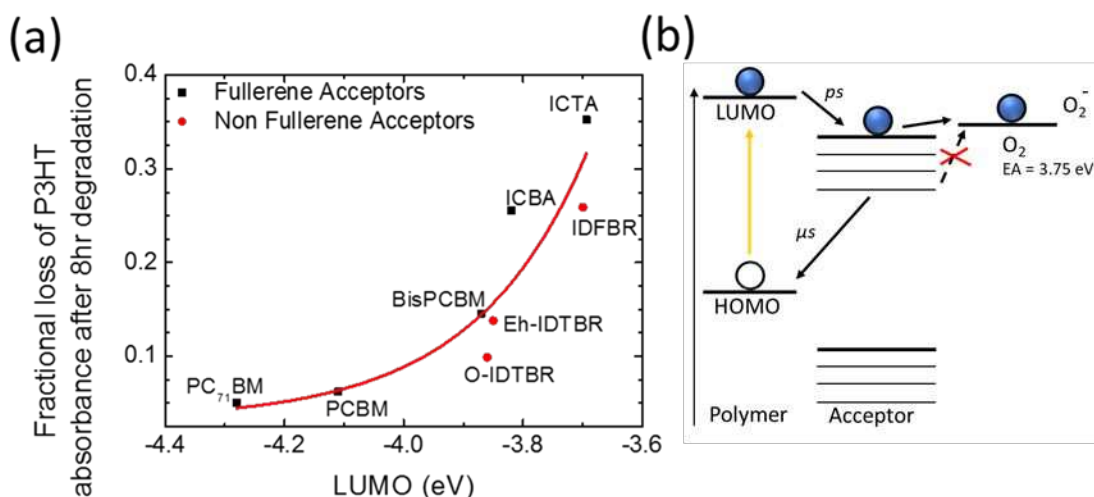 (a)
Fractional loss of P3HT
absorbance after 8hr degradation
0.4
0.3
0.2
0.1
Fullerene Acceptors
Non Fullerene Acceptors
ICTA
ICBA
IDFBR
BisPCBM
Eh-IDTBR
O-IDTBR
PC₇₁BM
PCBM
-4.4
-4.2
-4.0
-3.8
-3.6
LUMO (eV)
(b)
LUMO
ps
O₂⁻
O₂
EA = 3.75 eV
μs
HOMO
Polymer
Acceptor